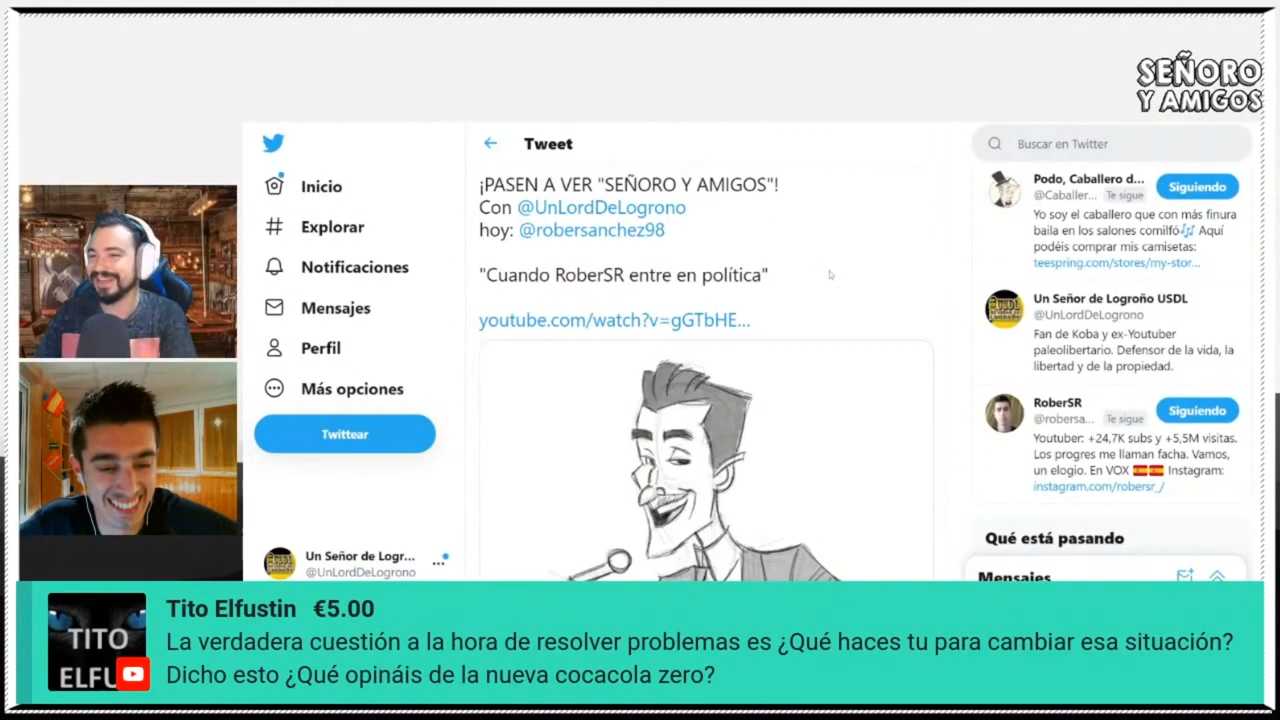 SEÑORO
Y AMIGOS
Tweet
Buscar en Twitter
Inicio
Explorar
Notificaciones
Mensajes
Perfil
Más opciones
Twittear
Un Señor de Logr...
@UnLordDeLogrono
¡PASEN A VER "SEÑORO Y AMIGOS"!
Con @UnLordDeLogrono
hoy: @robersanchez98
"Cuando RoberSR entre en política"
youtube.com/watch?v=gGTbHE...
Podo, Caballero d...
@Caballer... Te sigue
Siguiendo
Yo soy el caballero que con más finura
baila en los salones comilfó🎶 Aquí
podéis comprar mis camisetas:
teespring.com/stores/my-stor...
Un Señor de Logroño USDL
@UnLordDeLogrono
Fan de Koba y ex-Youtuber
paleolibertario. Defensor de la vida, la
libertad y de la propiedad.
RoberSR
@robersa... Te sigue
Siguiendo
Youtuber: +24,7K subs y +5,5M visitas.
Los progres me llaman facha. Vamos,
un elogio. En VOX 🇪🇸🇪🇸 Instagram:
instagram.com/robersr_/
Qué está pasando
Mensajes
TITO
ELFU
Tito Elfustin €5.00
La verdadera cuestión a la hora de resolver problemas es ¿Qué haces tu para cambiar esa situación?
Dicho esto ¿Qué opináis de la nueva cocacola zero?